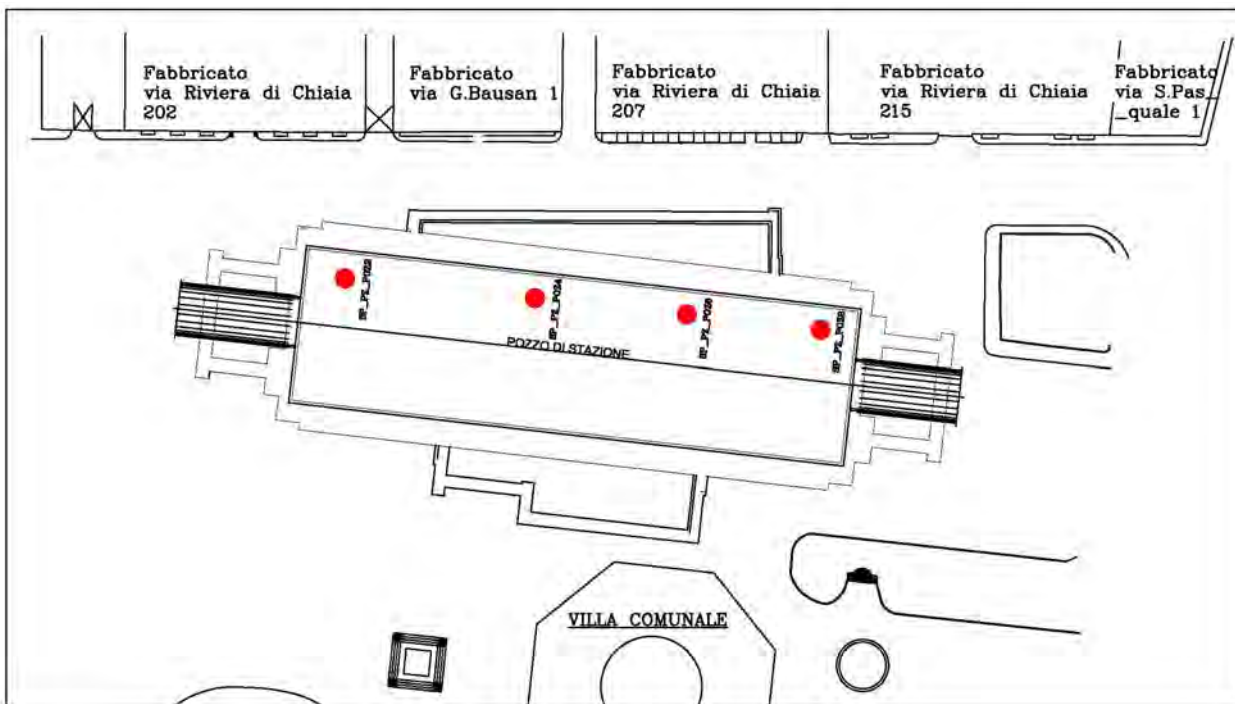 Fabbricato
via Riviera di Chiaia
202
Fabbricato
via G.Bausan 1
Fabbricato
via Riviera di Chiaia
207
Fabbricato
via Riviera di Chiaia
215
Fabbricato
via S.Pas_
_quale 1
POZZO DI STAZIONE
VILLA COMUNALE